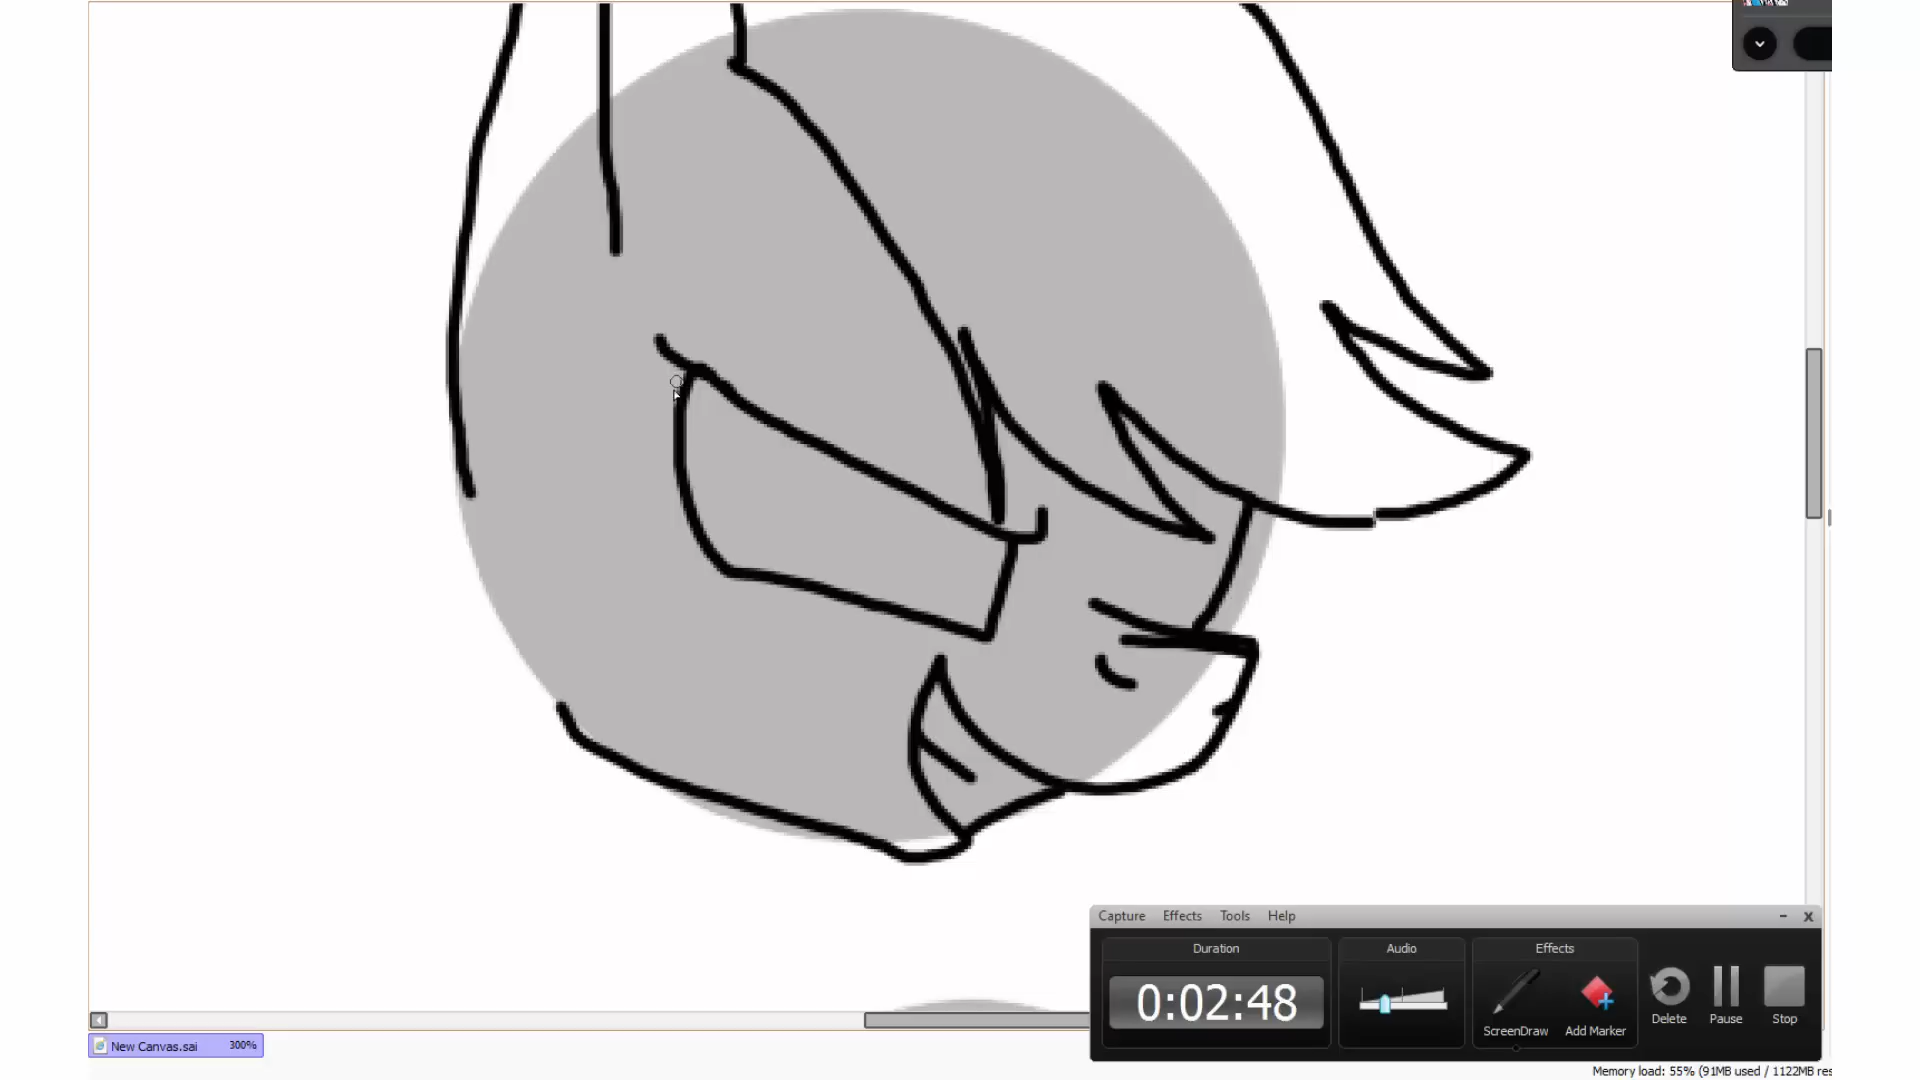 Capture Effects Tools Help
Duration Audio Effects
0:02:48
ScreenDraw Add Marker Delete Pause Stop
New Canvas.sai 300%
Memory load: 55% (91MB used / 1122MB res